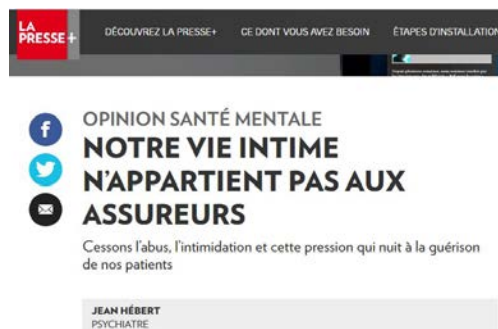 LA
PRESSE+
DÉCOUVREZ LA PRESSE+ CE DONT VOUS AVEZ BESOIN ÉTAPES D'INSTALLATION
OPINION SANTÉ MENTALE
NOTRE VIE INTIME
N'APPARTIENT PAS AUX
ASSUREURS
Cessons l'abus, l'intimidation et cette pression qui nuit à la guérison
de nos patients
JEAN HÉBERT
PSYCHIATRE